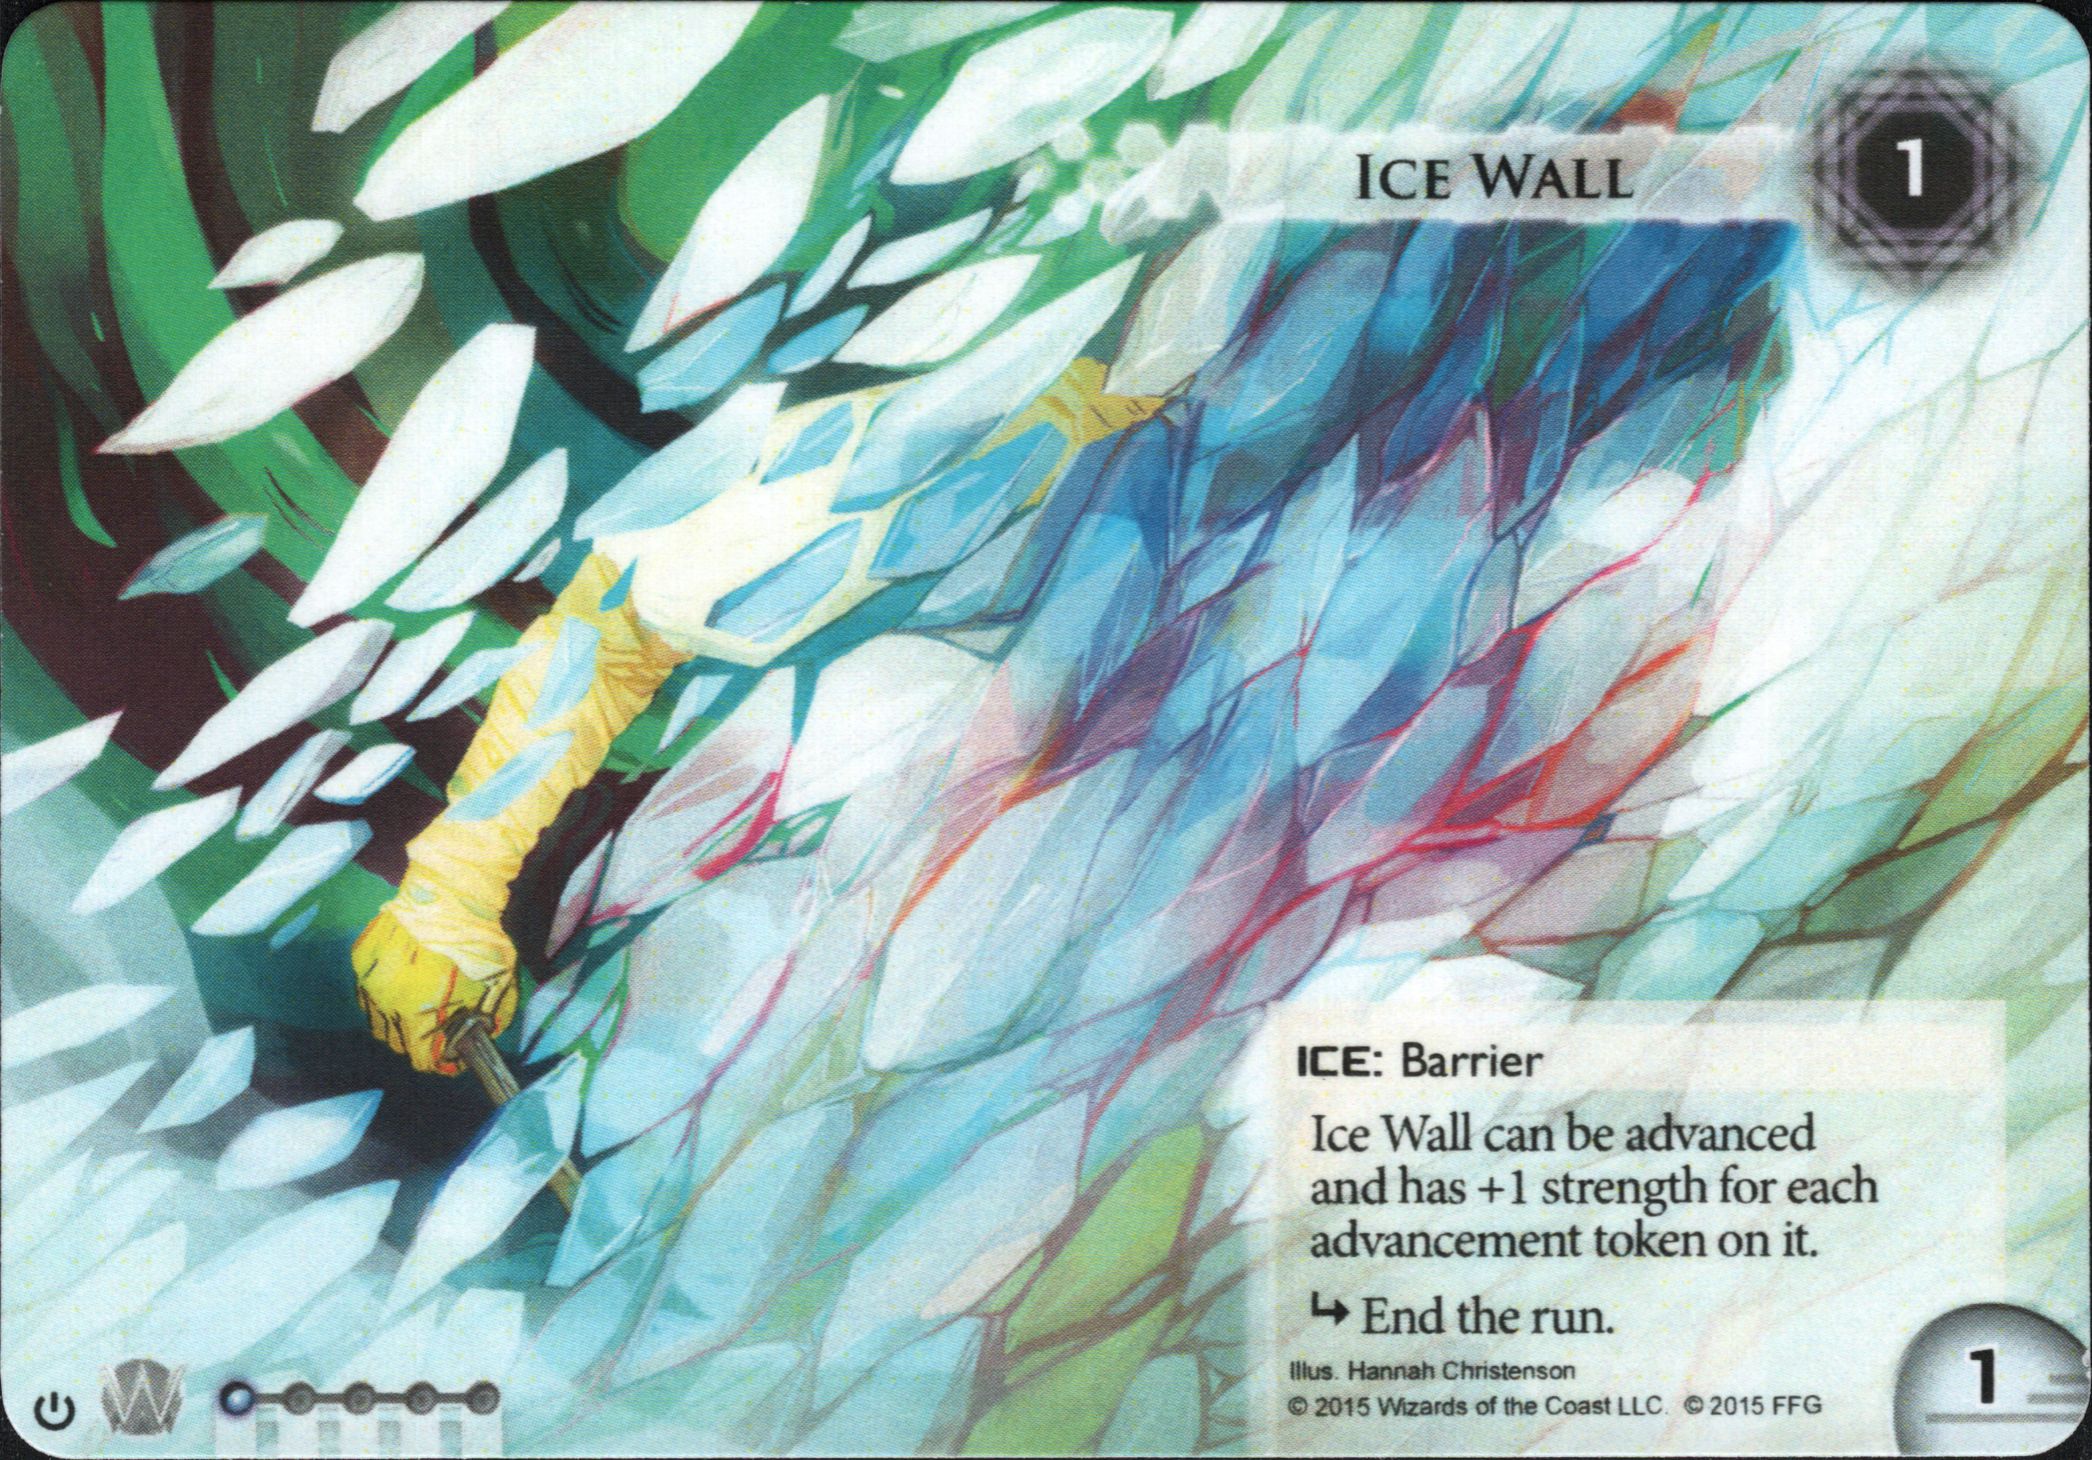 ICE WALL
1
ICE: Barrier
Ice Wall can be advanced
and has +1 strength for each
advancement token on it.
↳ End the run.
Illus. Hannah Christenson
© 2015 Wizards of the Coast LLC. © 2015 FFG
1
W